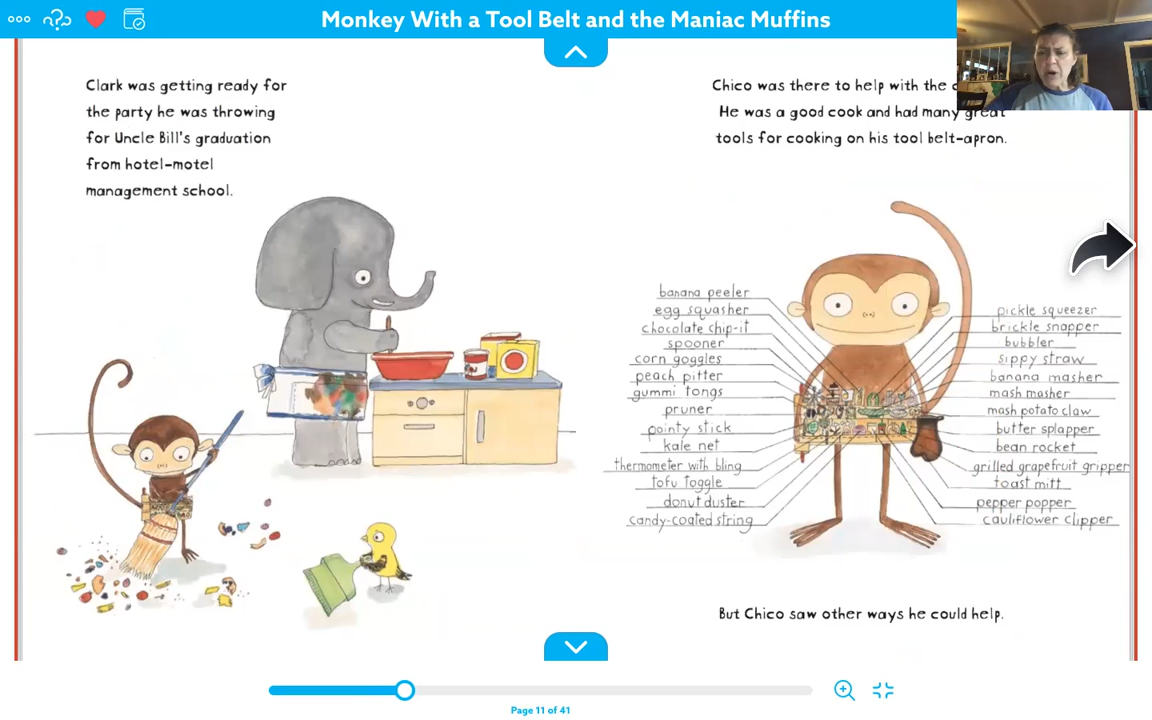 Monkey With a Tool Belt and the Maniac Muffins
Clark was getting ready for
the party he was throwing
for Uncle Bill's graduation
from hotel-motel
management school.
Chico was there to help with the
He was a good cook and had many great
tools for cooking on his tool belt-apron.
banana peeler
egg squasher
chocolate chip-it
spooner
corn goggles
peach pitter
gummi tongs
pruner
pointy stick
kale net
thermometer with bling
tofu toggle
donut duster
candy-coated string
pickle squeezer
brickle snapper
bubbler
sippy straw
banana masher
mash masher
mash potato claw
butter splapper
bean rocket
grilled grapefruit gripper
toast mitt
pepper popper
cauliflower clipper
But Chico saw other ways he could help.
Page 11 of 41